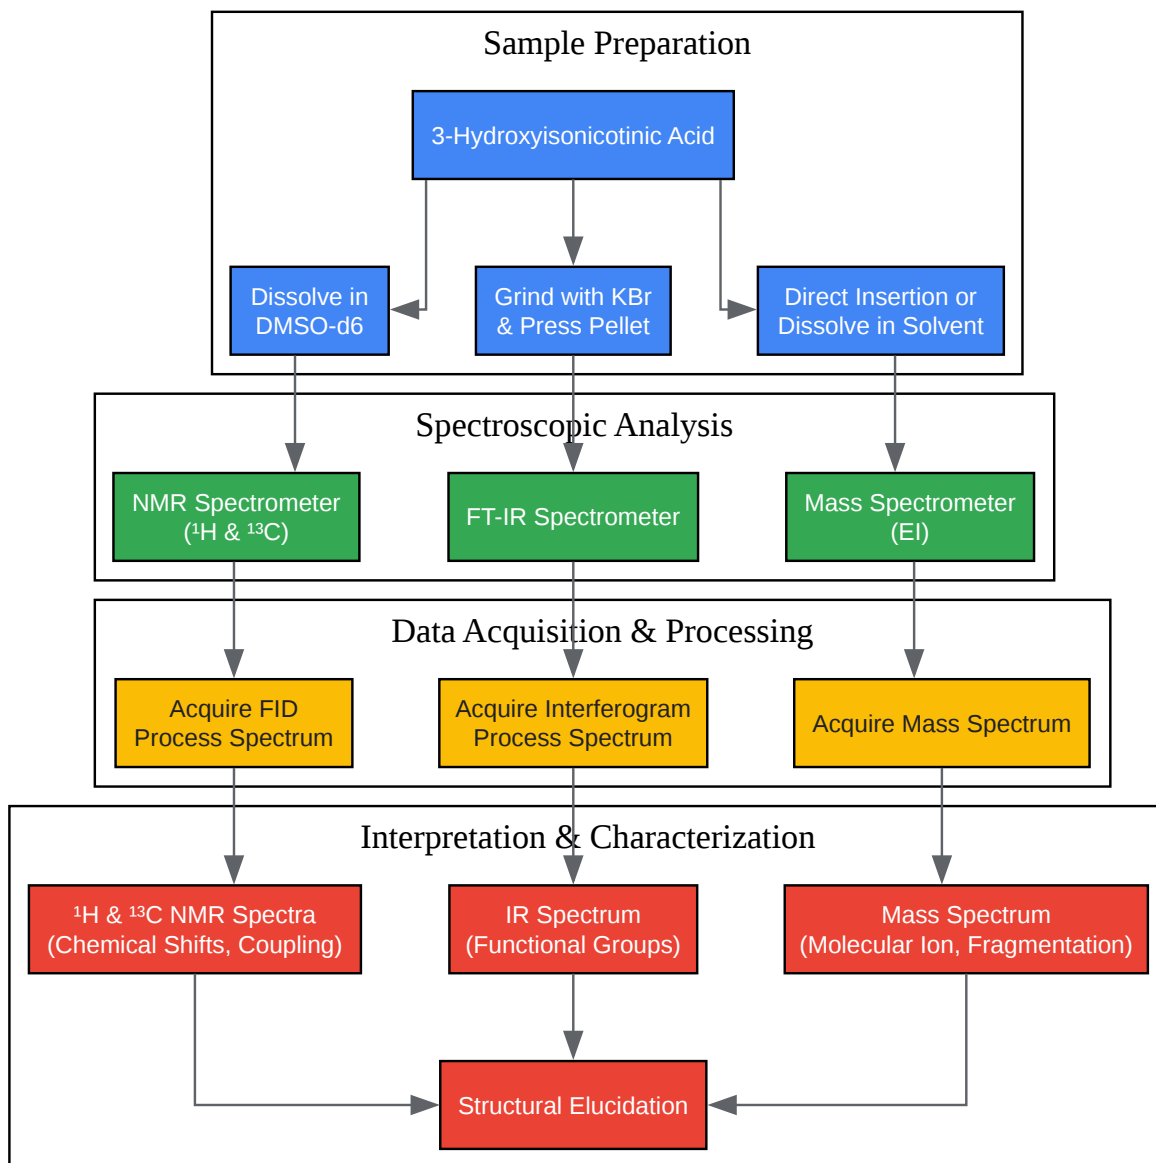 Sample Preparation
3-Hydroxyisonicotinic Acid
Dissolve in
DMSO-d6
Grind with KBr
& Press Pellet
Direct Insertion or
Dissolve in Solvent
Spectroscopic Analysis
NMR Spectrometer
(¹H & ¹³C)
FT-IR Spectrometer
Mass Spectrometer
(EI)
Data Acquisition & Processing
Acquire FID
Process Spectrum
Acquire Interferogram
Process Spectrum
Acquire Mass Spectrum
Interpretation & Characterization
¹H & ¹³C NMR Spectra
(Chemical Shifts, Coupling)
IR Spectrum
(Functional Groups)
Mass Spectrum
(Molecular Ion, Fragmentation)
Structural Elucidation